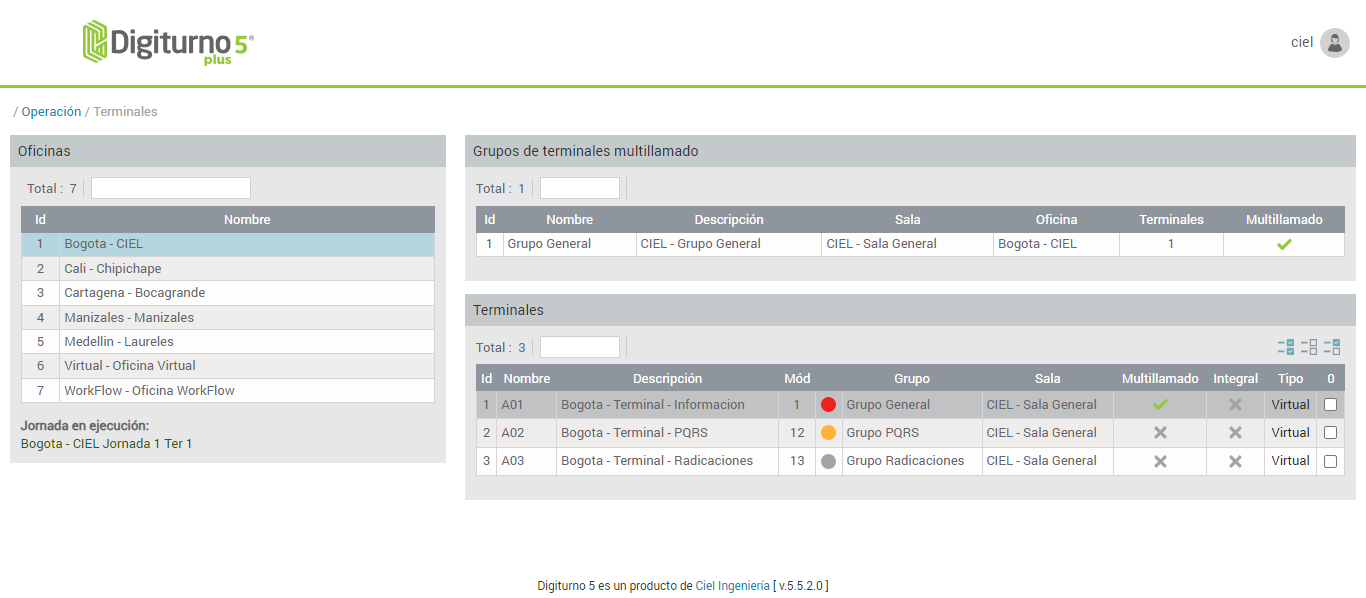 Digiturno 5®
plus
ciel
/ Operación / Terminales
Oficinas
Total : 7
Id Nombre
1 Bogota - CIEL
2 Cali - Chipichape
3 Cartagena - Bocagrande
4 Manizales - Manizales
5 Medellin - Laureles
6 Virtual - Oficina Virtual
7 WorkFlow - Oficina WorkFlow
Jornada en ejecución:
Bogota - CIEL Jornada 1 Ter 1
Grupos de terminales multillamado
Total : 1
Id Nombre Descripción Sala Oficina Terminales Multillamado
1 Grupo General CIEL - Grupo General CIEL - Sala General Bogota - CIEL 1
Terminales
Total : 3
Id Nombre Descripción Mód Grupo Sala Multillamado Integral Tipo 0
1 A01 Bogota - Terminal - Informacion 1 Grupo General CIEL - Sala General Virtual
2 A02 Bogota - Terminal - PQRS 12 Grupo PQRS CIEL - Sala General Virtual
3 A03 Bogota - Terminal - Radicaciones 13 Grupo Radicaciones CIEL - Sala General Virtual
Digiturno 5 es un producto de Ciel Ingeniería [ v.5.5.2.0 ]